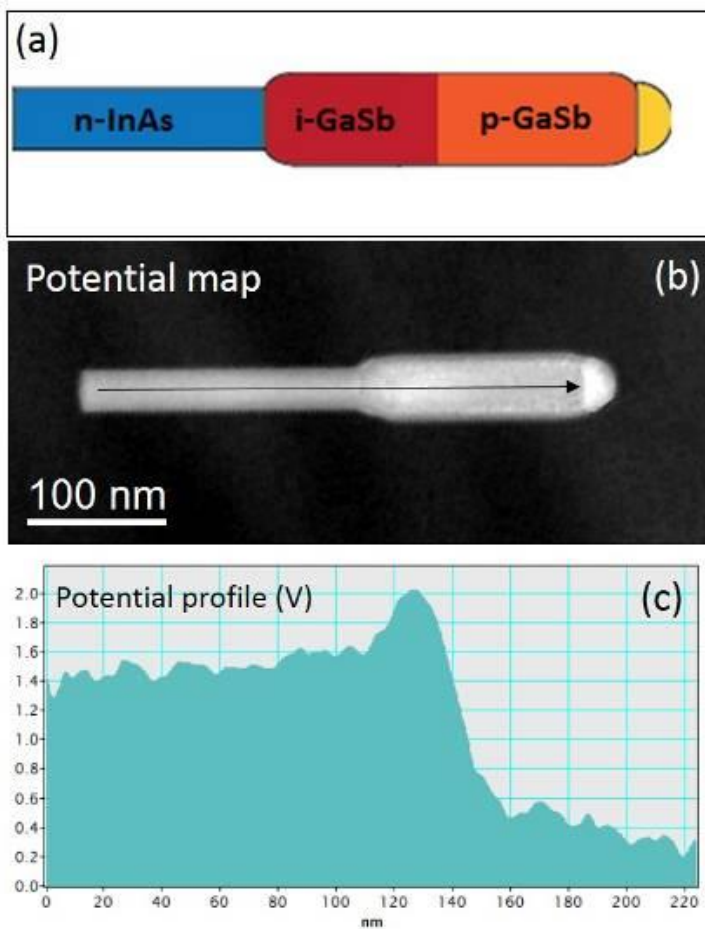 (a)
n-InAs i-GaSb p-GaSb
Potential map (b)
100 nm
Potential profile (V) (c)
2.0
1.8
1.6
1.4
1.2
1.0
0.8
0.6
0.4
0.2
0.0
0 20 40 60 80 100 120 140 160 180 200 220
nm